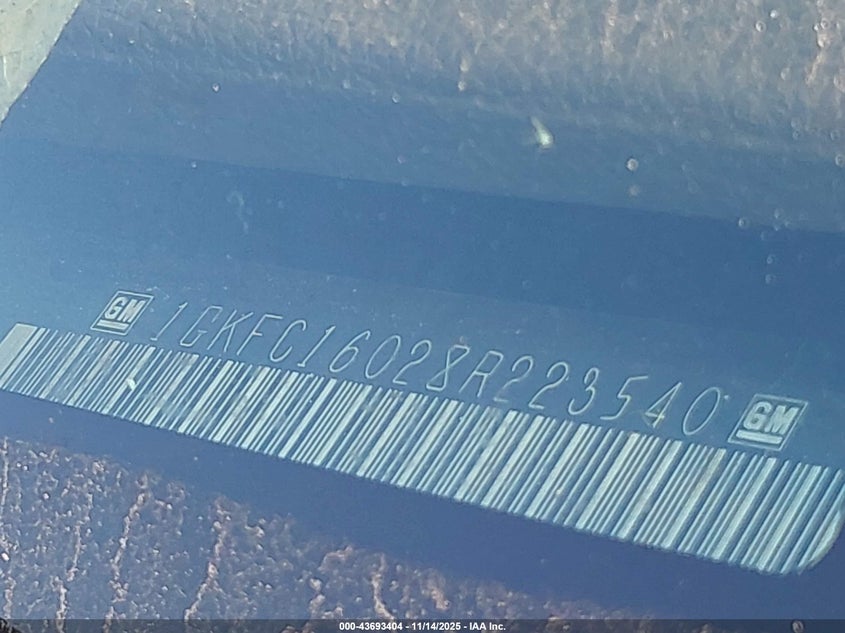 GM 1GKFC16028R223540 GM
000-43693404 - 11/14/2025 - IAA Inc.